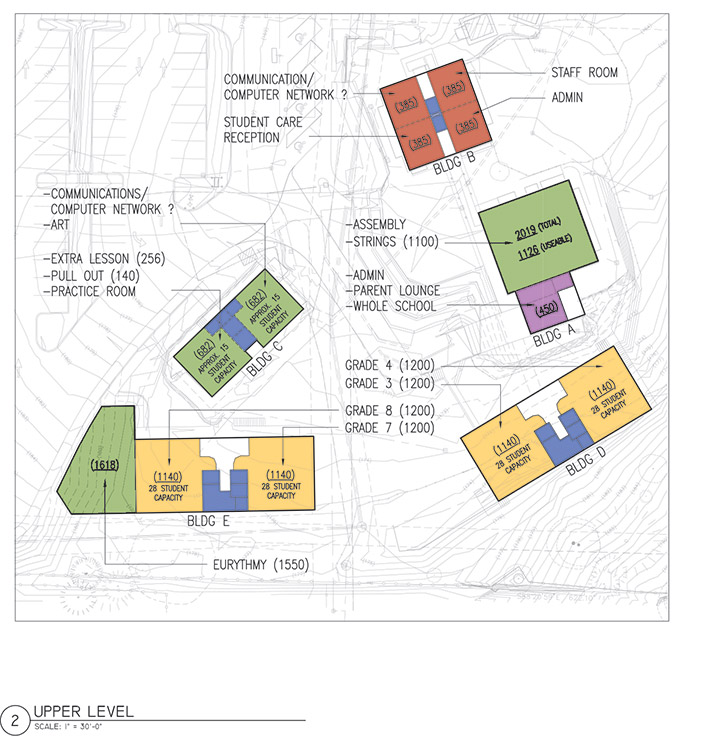 COMMUNICATION/
COMPUTER NETWORK ?
STUDENT CARE
RECEPTION
STAFF ROOM
ADMIN
(385)
(385)
(385)
(385)
BLDG B
-COMMUNICATIONS/
COMPUTER NETWORK ?
-ART
-EXTRA LESSON (256)
-PULL OUT (140)
-PRACTICE ROOM
(682)
APPROX. 15
STUDENT
CAPACITY
(682)
APPROX. 15
STUDENT
CAPACITY
BLDG C
-ASSEMBLY
-STRINGS (1100)
-ADMIN
-PARENT LOUNGE
-WHOLE SCHOOL
2019 (TOTAL)
1126 (USEABLE)
(450)
BLDG A
GRADE 4 (1200)
GRADE 3 (1200)
GRADE 8 (1200)
GRADE 7 (1200)
(1140)
28 STUDENT
CAPACITY
(1140)
28 STUDENT
CAPACITY
BLDG D
(1618)
(1140)
28 STUDENT
CAPACITY
(1140)
28 STUDENT
CAPACITY
BLDG E
EURYTHMY (1550)
2
UPPER LEVEL
SCALE: 1" = 30'-0"